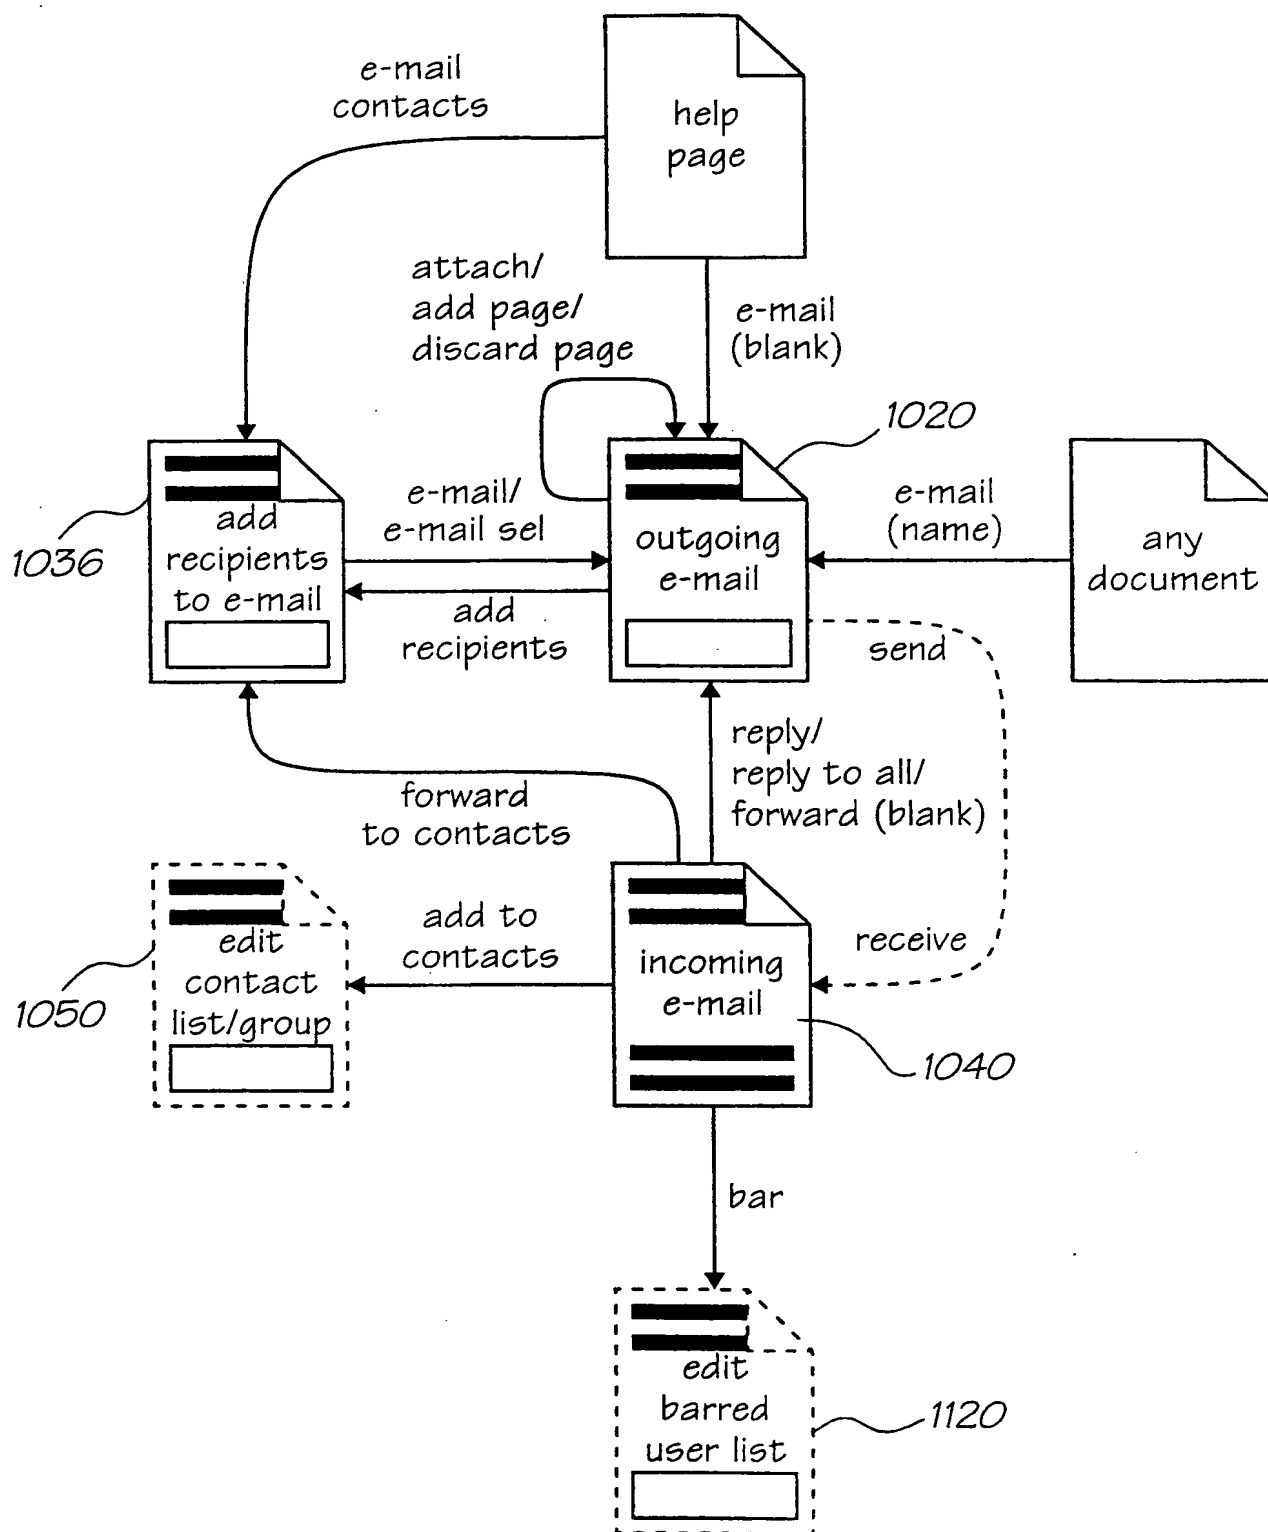 e-mail
contacts
help
page
attach/
add page/
discard page
e-mail
(blank)
1020
1036
add
recipients
to e-mail
e-mail/
e-mail sel
add
recipients
outgoing
e-mail
e-mail
(name)
any
document
send
reply/
reply to all/
forward (blank)
forward
to contacts
1050
edit
contact
list/group
add to
contacts
incoming
e-mail
receive
1040
bar
edit
barred
user list
1120